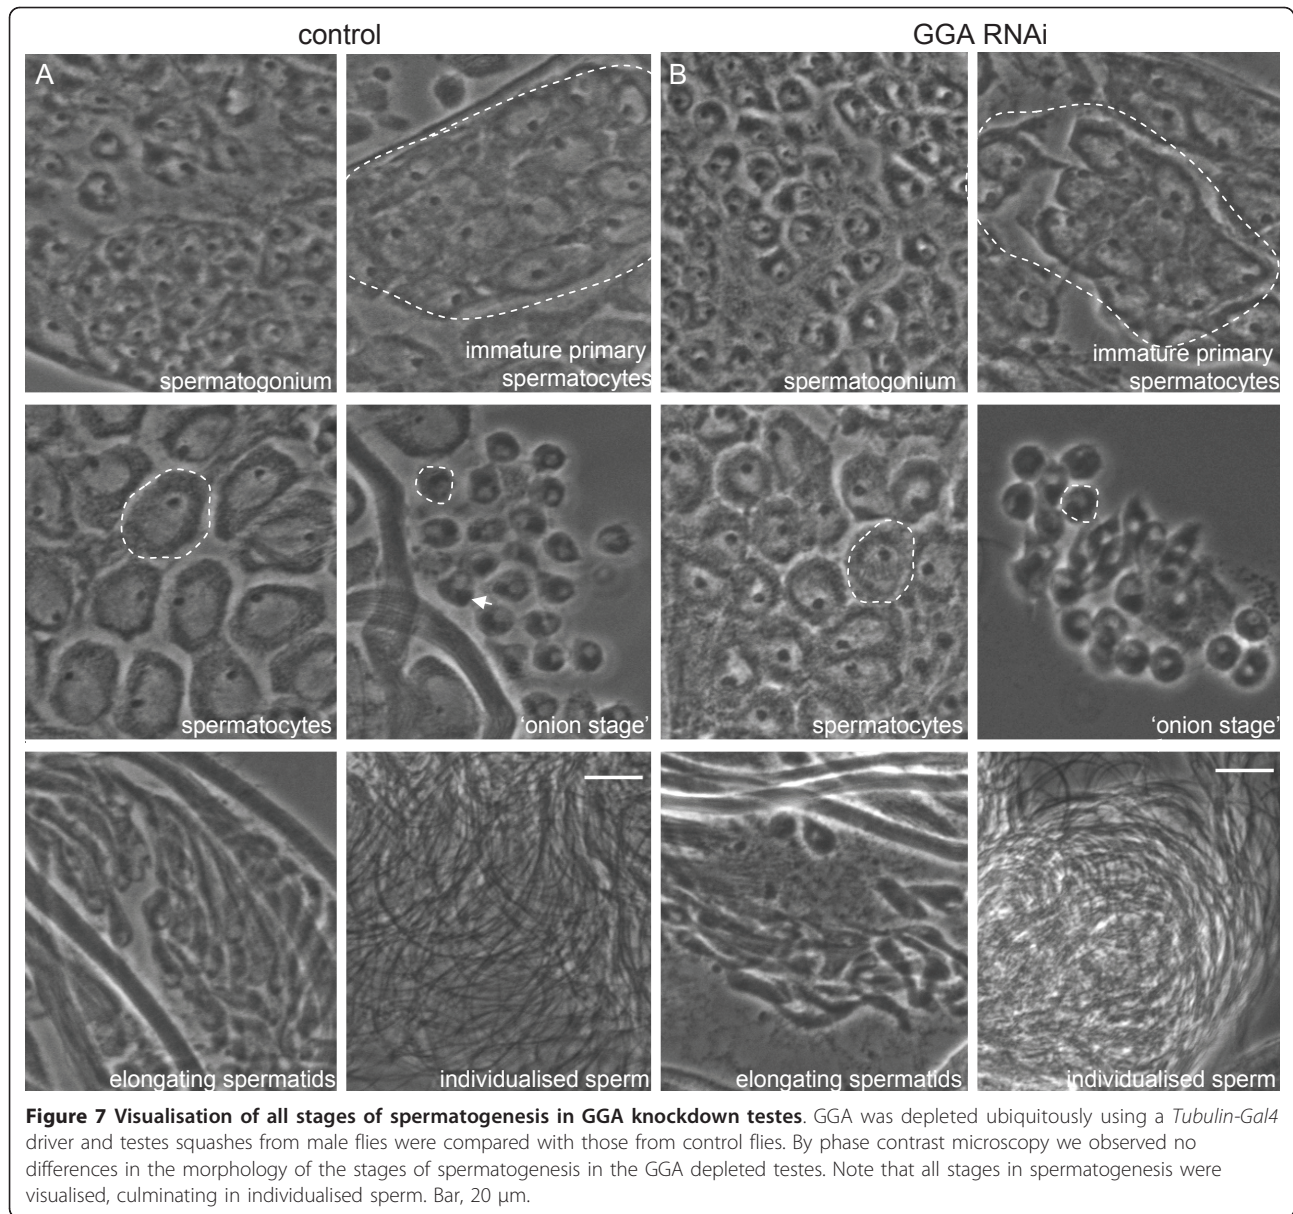 control
GGA RNAi
A
B
immature primary
spermatocytes
spermatogonium
immature primary
spermatocytes
spermatogonium
spermatocytes
'onion stage'
spermatocytes
'onion stage'
elongating spermatids
individualised sperm
elongating spermatids
individualised sperm
Figure 7 Visualisation of all stages of spermatogenesis in GGA knockdown testes. GGA was depleted ubiquitously using a Tubulin-Gal4
driver and testes squashes from male flies were compared with those from control flies. By phase contrast microscopy we observed no
differences in the morphology of the stages of spermatogenesis in the GGA depleted testes. Note that all stages in spermatogenesis were
visualised, culminating in individualised sperm. Bar, 20 μm.